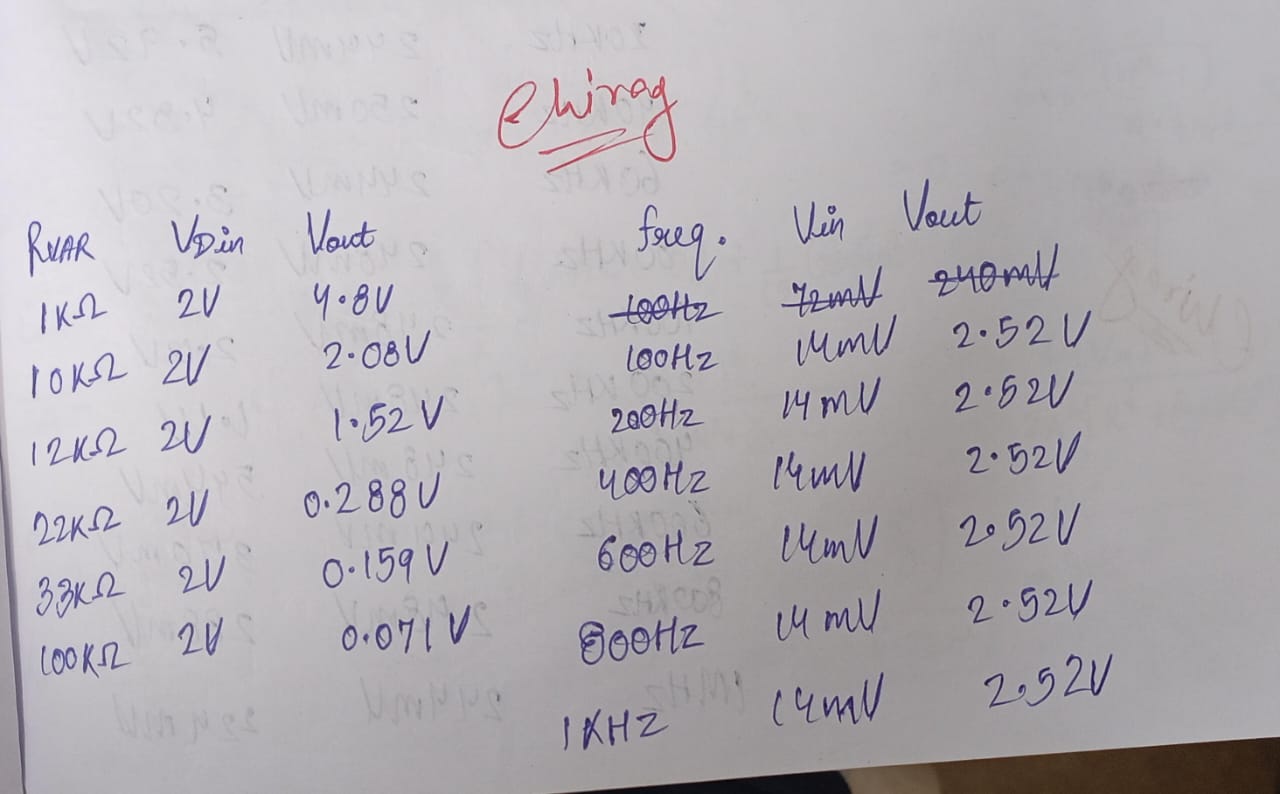 Chirag
RVAR VDin Vout
1KΩ 2V 4.8V
10KΩ 2V 2.08V
12KΩ 2V 1.52V
22KΩ 2V 0.288V
33KΩ 2V 0.159V
100KΩ 2V 0.071V
freq. Vin Vout
100Hz 72mV 240mV
100Hz 14mV 2.52V
200Hz 14mV 2.52V
400Hz 14mV 2.52V
600Hz 14mV 2.52V
800Hz 14mV 2.52V
1KHz 14mV 2.52V